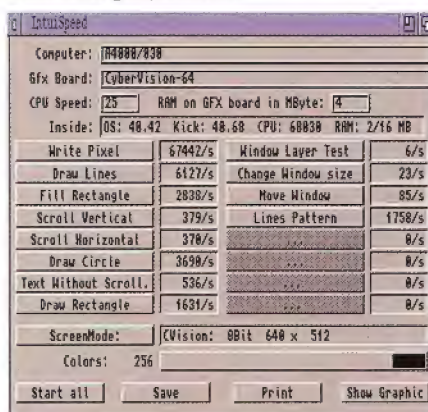 IntuiSpeed
Computer: A4000/030
Gfx Board: CyberVision-64
CPU Speed: 25 RAM on GFX board in MByte: 4
Inside: OS: 40.42 Kick: 40.68 CPU: 68030 RAM: 2/16 MB
Write Pixel 67442/s Window Layer Test 6/s
Draw Lines 6127/s Change Window size 23/s
Fill Rectangle 2838/s Move Window 85/s
Scroll Vertical 379/s Lines Pattern 1758/s
Scroll Horizontal 370/s ... 0/s
Draw Circle 3690/s ... 0/s
Text Without Scroll. 536/s ... 0/s
Draw Rectangle 1631/s ... 0/s
ScreenMode: CVision: 8Bit 640 x 512
Colors: 256
Start all Save Print Show Graphic